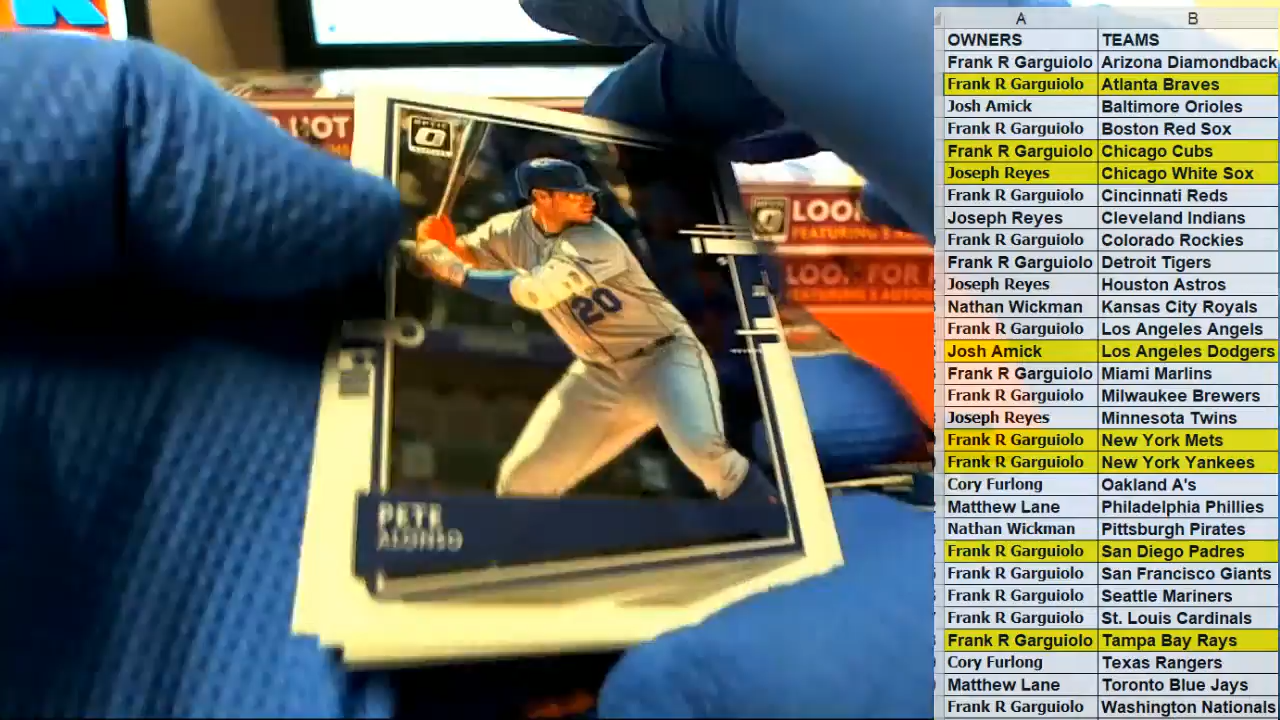 A B
OWNERS TEAMS
Frank R Garguiolo Arizona Diamondback
Frank R Garguiolo Atlanta Braves
Josh Amick Baltimore Orioles
Frank R Garguiolo Boston Red Sox
Frank R Garguiolo Chicago Cubs
Joseph Reyes Chicago White Sox
Frank R Garguiolo Cincinnati Reds
Joseph Reyes Cleveland Indians
Frank R Garguiolo Colorado Rockies
Frank R Garguiolo Detroit Tigers
Joseph Reyes Houston Astros
Nathan Wickman Kansas City Royals
Frank R Garguiolo Los Angeles Angels
Josh Amick Los Angeles Dodgers
Frank R Garguiolo Miami Marlins
Frank R Garguiolo Milwaukee Brewers
Joseph Reyes Minnesota Twins
Frank R Garguiolo New York Mets
Frank R Garguiolo New York Yankees
Cory Furlong Oakland A's
Matthew Lane Philadelphia Phillies
Nathan Wickman Pittsburgh Pirates
Frank R Garguiolo San Diego Padres
Frank R Garguiolo San Francisco Giants
Frank R Garguiolo Seattle Mariners
Frank R Garguiolo St. Louis Cardinals
Frank R Garguiolo Tampa Bay Rays
Cory Furlong Texas Rangers
Matthew Lane Toronto Blue Jays
Frank R Garguiolo Washington Nationals
OPTIC
20
PETE
ALONSO
HOT
LOO
FEATURING
LOO FOR
FEATURING